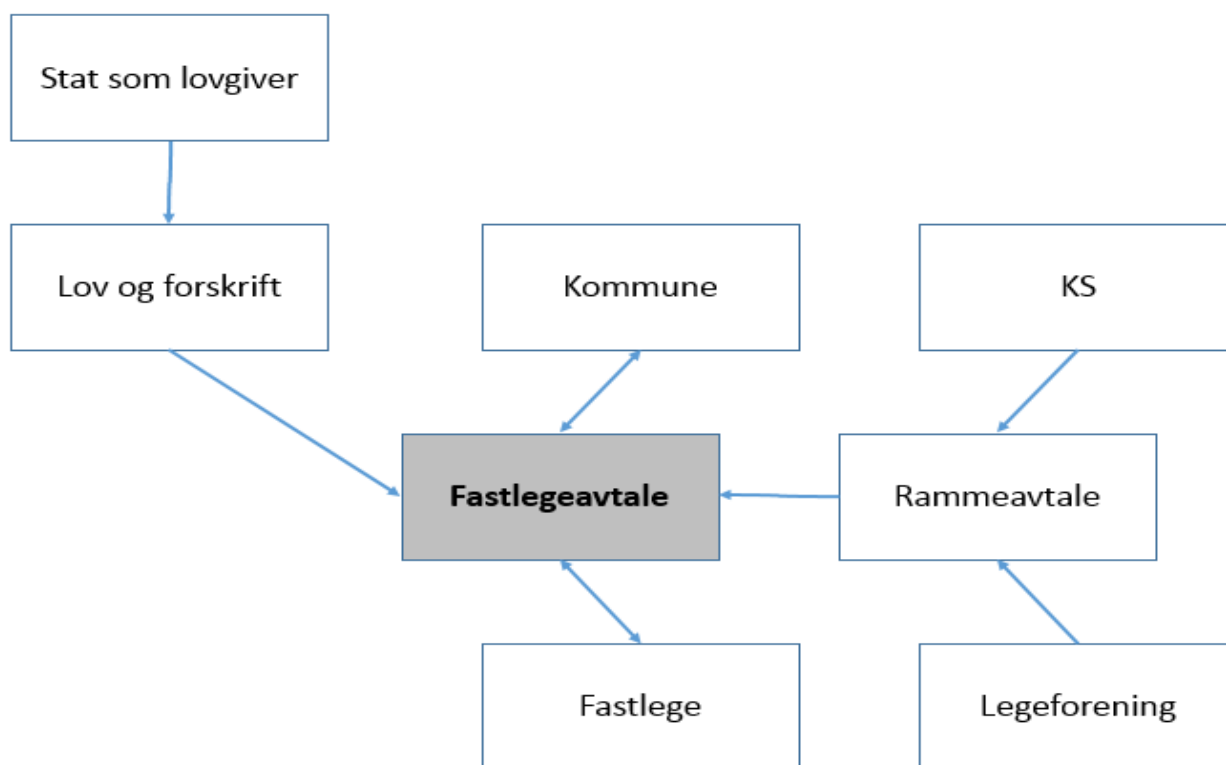 Stat som lovgiver
Lov og forskrift
Kommune
KS
Fastlegeavtale
Rammeavtale
Fastlege
Legeforening